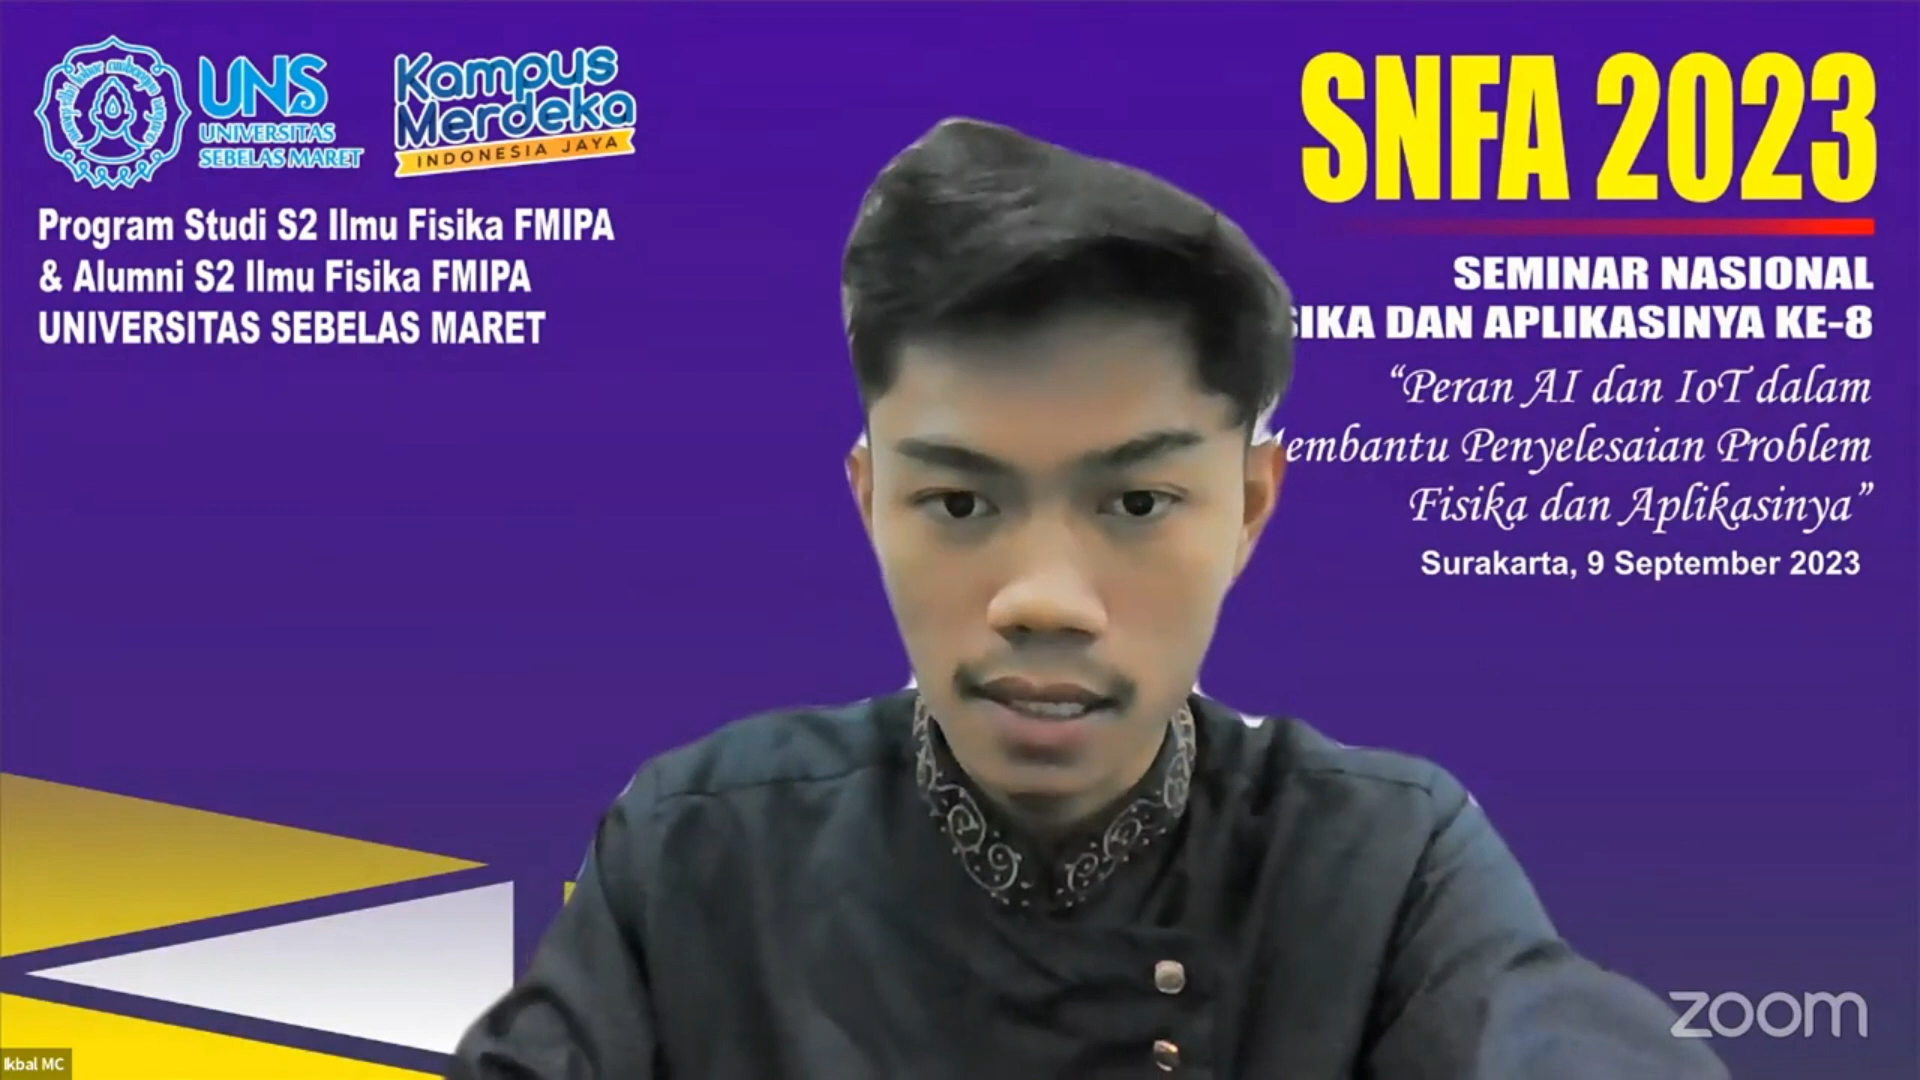 UNS
UNIVERSITAS
SEBELAS MARET
Kampus
Merdeka
INDONESIA JAYA
Program Studi S2 Ilmu Fisika FMIPA
& Alumni S2 Ilmu Fisika FMIPA
UNIVERSITAS SEBELAS MARET
SNFA 2023
SEMINAR NASIONAL
SIKA DAN APLIKASINYA KE-8
“Peran AI dan IoT dalam
embantu Penyelesaian Problem
Fisika dan Aplikasinya”
Surakarta, 9 September 2023
zoom
Ikbal MC